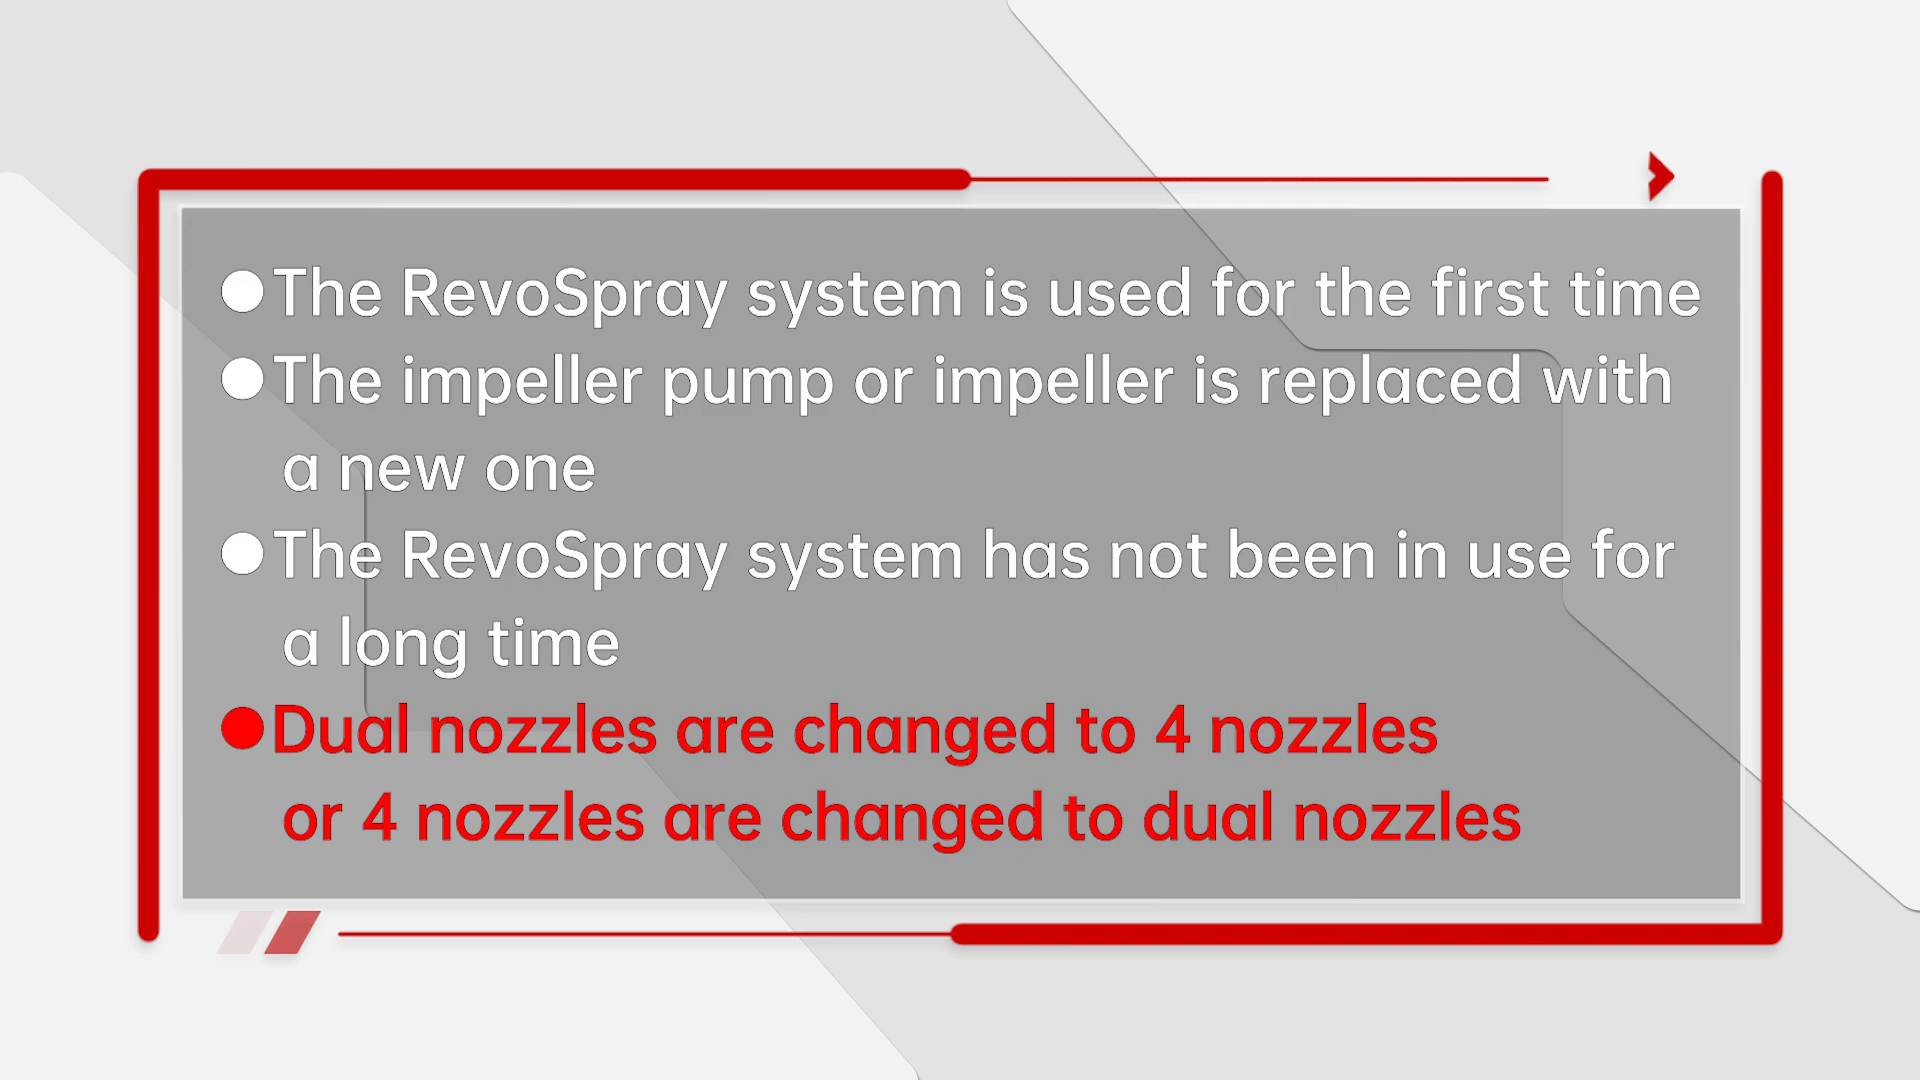 ●The RevoSpray system is used for the first time
●The impeller pump or impeller is replaced with
a new one
●The RevoSpray system has not been in use for
a long time
●Dual nozzles are changed to 4 nozzles
or 4 nozzles are changed to dual nozzles